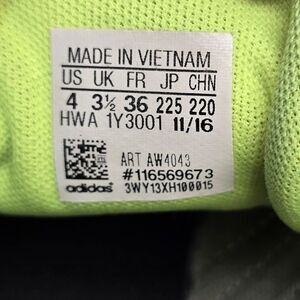 MADE IN VIETNAM
US UK FR JP CHN
4 3½ 36 225 220
HWA 1Y3001 11/16
ART AW4043
#116569673
adidas 3WY13XH100015